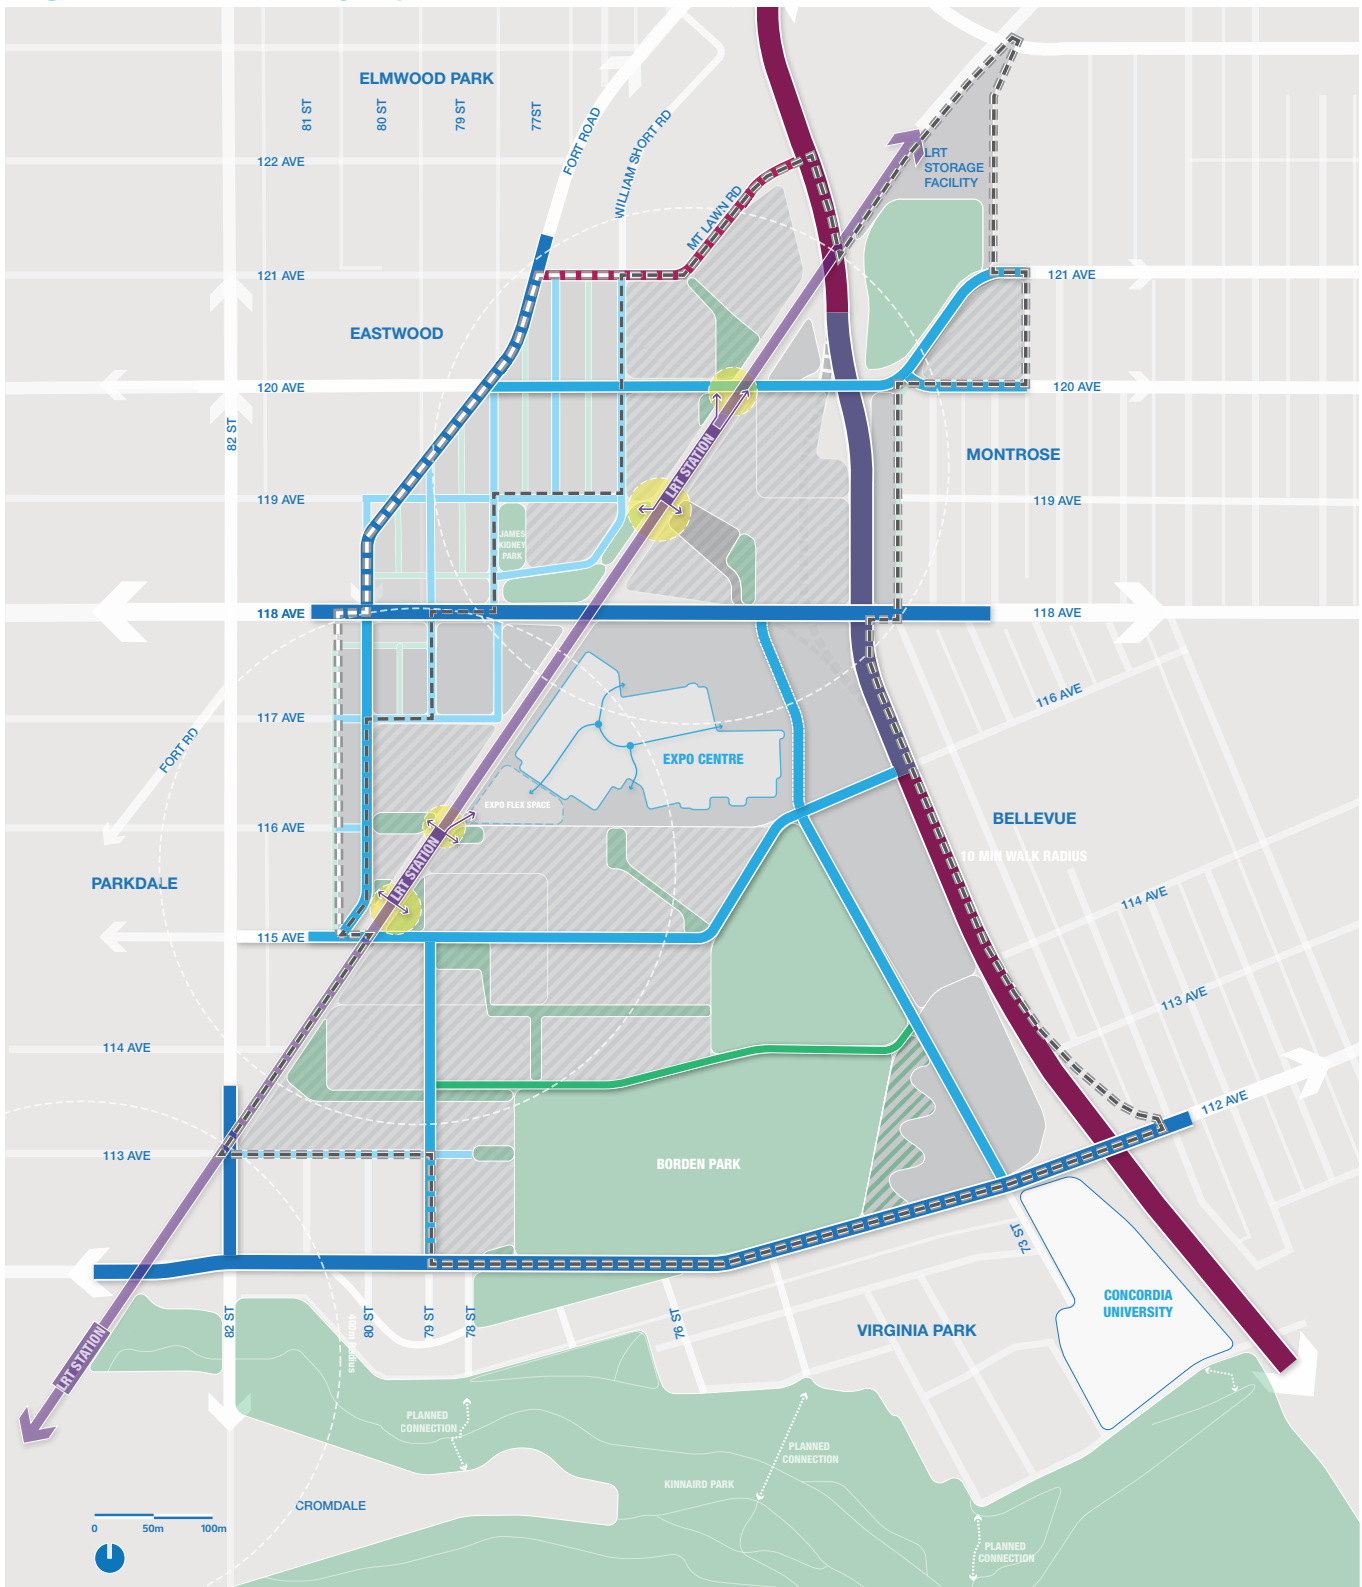 ELMWOOD PARK
81 ST
80 ST
79 ST
77ST
FORT ROAD
WILLIAM SHORT RD
122 AVE
LRT
STORAGE
FACILITY
MT LAWN RD
121 AVE
121 AVE
EASTWOOD
120 AVE
120 AVE
82 ST
MONTROSE
LRT STATION
119 AVE
119 AVE
JAMES
KIDNEY
PARK
118 AVE
118 AVE
116 AVE
117 AVE
FORT RD
EXPO CENTRE
EXPO FLEX SPACE
116 AVE
BELLEVUE
10 MIN WALK RADIUS
LRT STATION
PARKDALE
114 AVE
115 AVE
113 AVE
114 AVE
112 AVE
113 AVE
BORDEN PARK
73 ST
CONCORDIA
UNIVERSITY
82 ST
80 ST
79 ST
78 ST
76 ST
VIRGINIA PARK
LRT STATION
PLANNED
CONNECTION
PLANNED
CONNECTION
KINNAIRD PARK
CROMDALE
0
50m
100m
PLANNED
CONNECTION